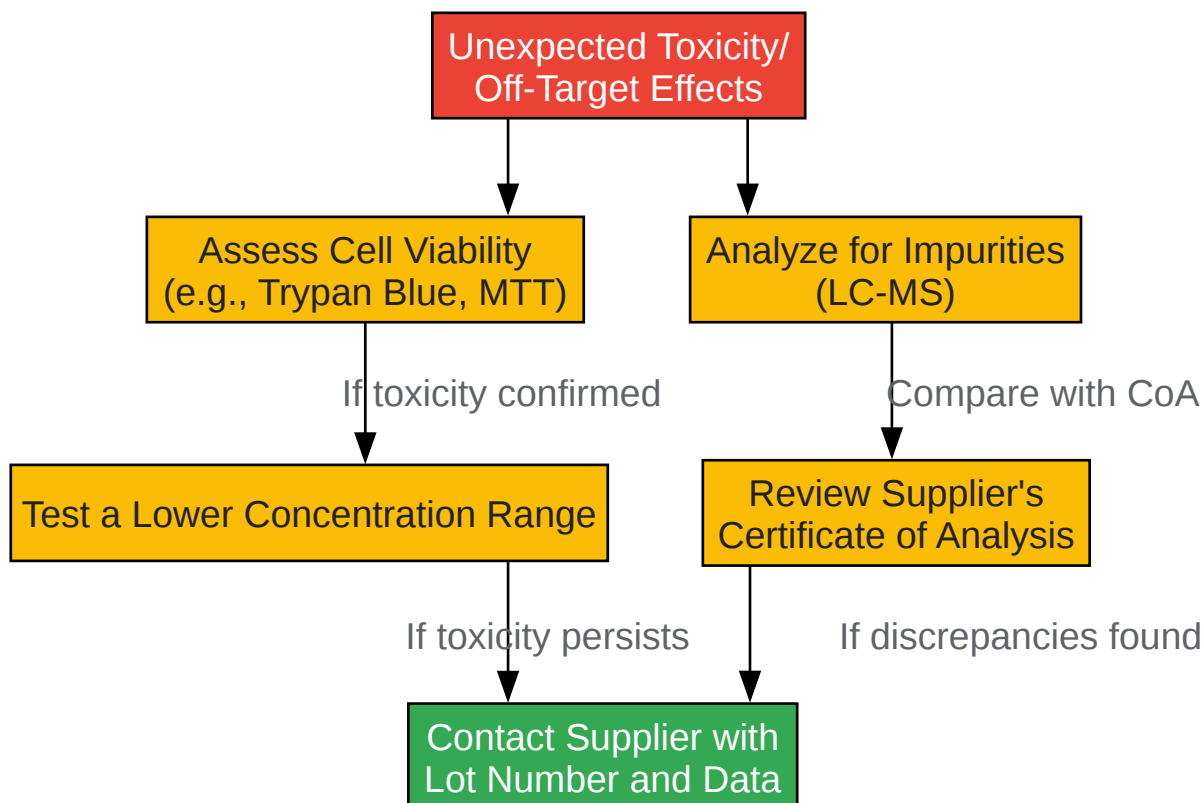 Unexpected Toxicity/
Off-Target Effects
Assess Cell Viability
(e.g., Trypan Blue, MTT)
Analyze for Impurities
(LC-MS)
If toxicity confirmed
Compare with CoA
Test a Lower Concentration Range
Review Supplier's
Certificate of Analysis
If toxicity persists
If discrepancies found
Contact Supplier with
Lot Number and Data